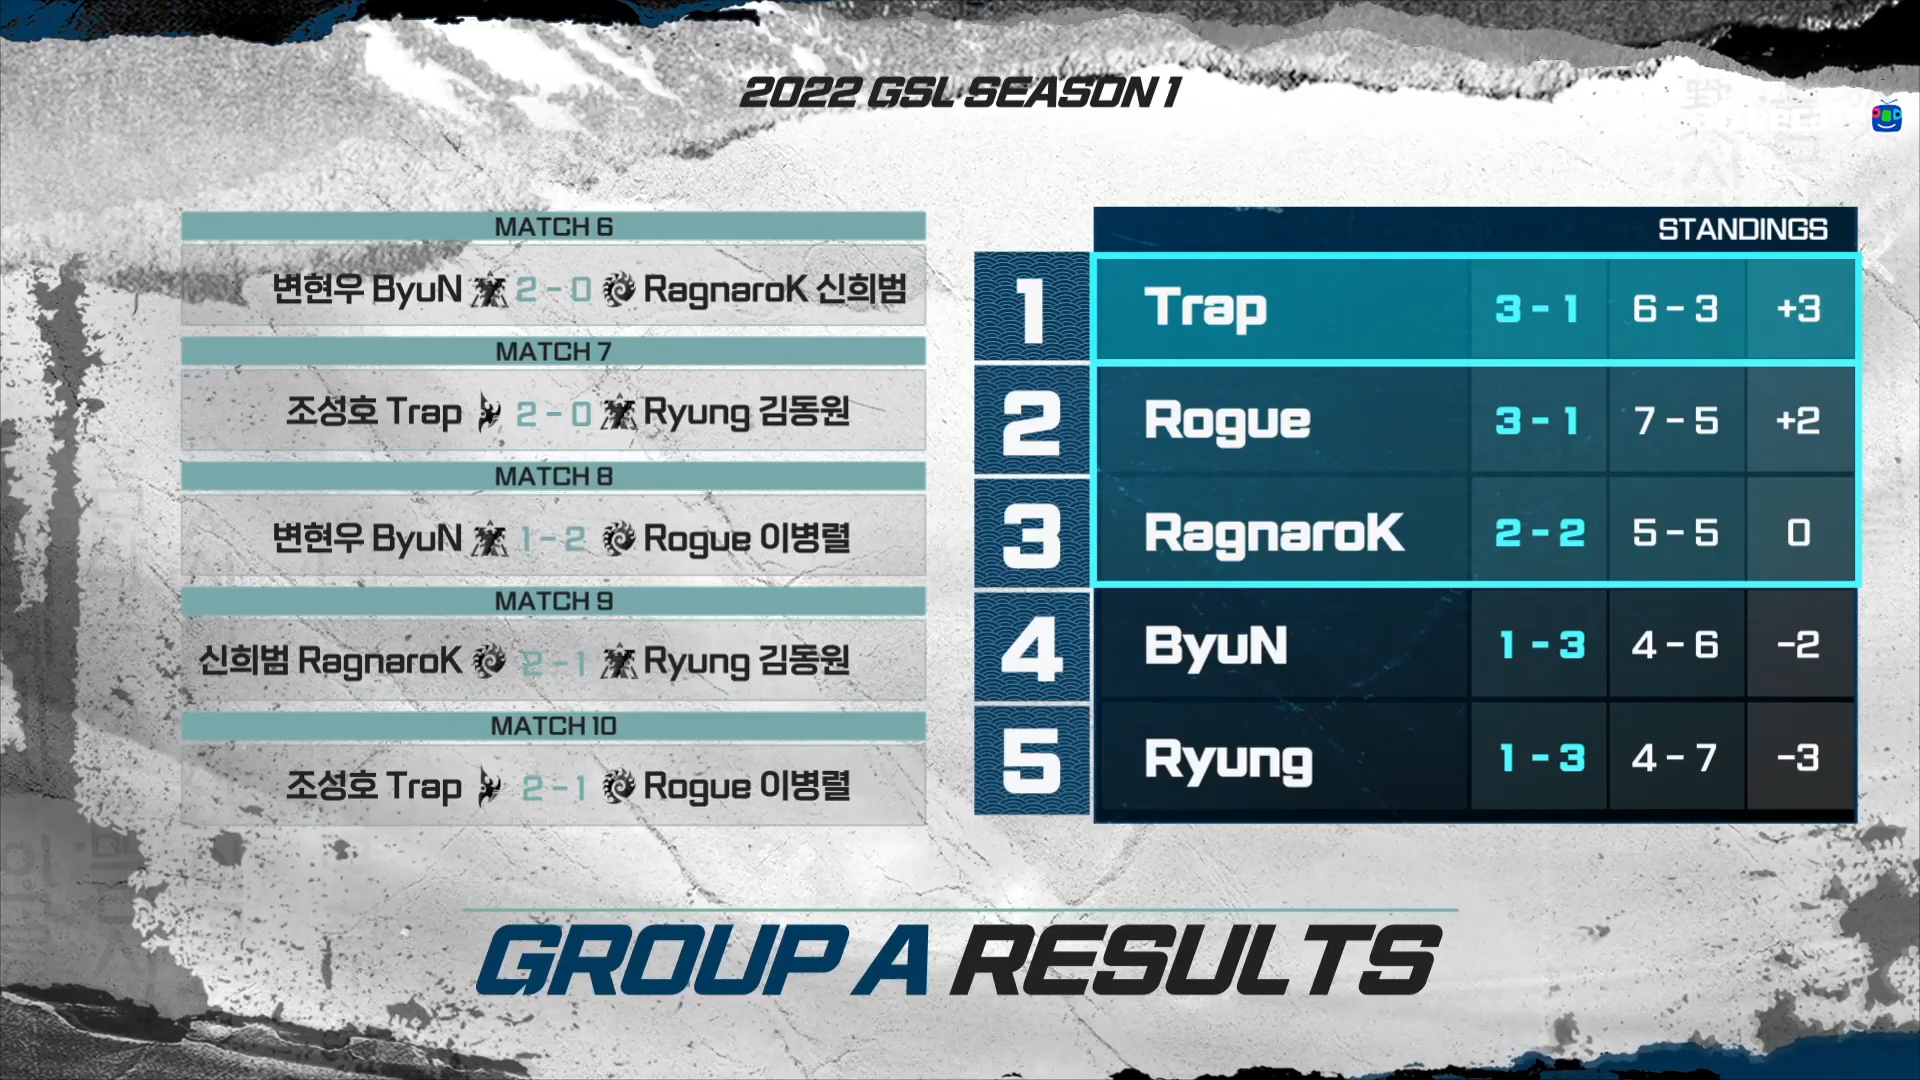 2022 GSL SEASON 1
MATCH 6
변현우 ByuN 2 - 0 RagnaroK 신희범
MATCH 7
조성호 Trap 2 - 0 Ryung 김동원
MATCH 8
변현우 ByuN 1 - 2 Rogue 이병렬
MATCH 9
신희범 RagnaroK 2 - 1 Ryung 김동원
MATCH 10
조성호 Trap 2 - 1 Rogue 이병렬
STANDINGS
1 Trap 3 - 1 6 - 3 +3
2 Rogue 3 - 1 7 - 5 +2
3 RagnaroK 2 - 2 5 - 5 0
4 ByuN 1 - 3 4 - 6 -2
5 Ryung 1 - 3 4 - 7 -3
GROUP A RESULTS